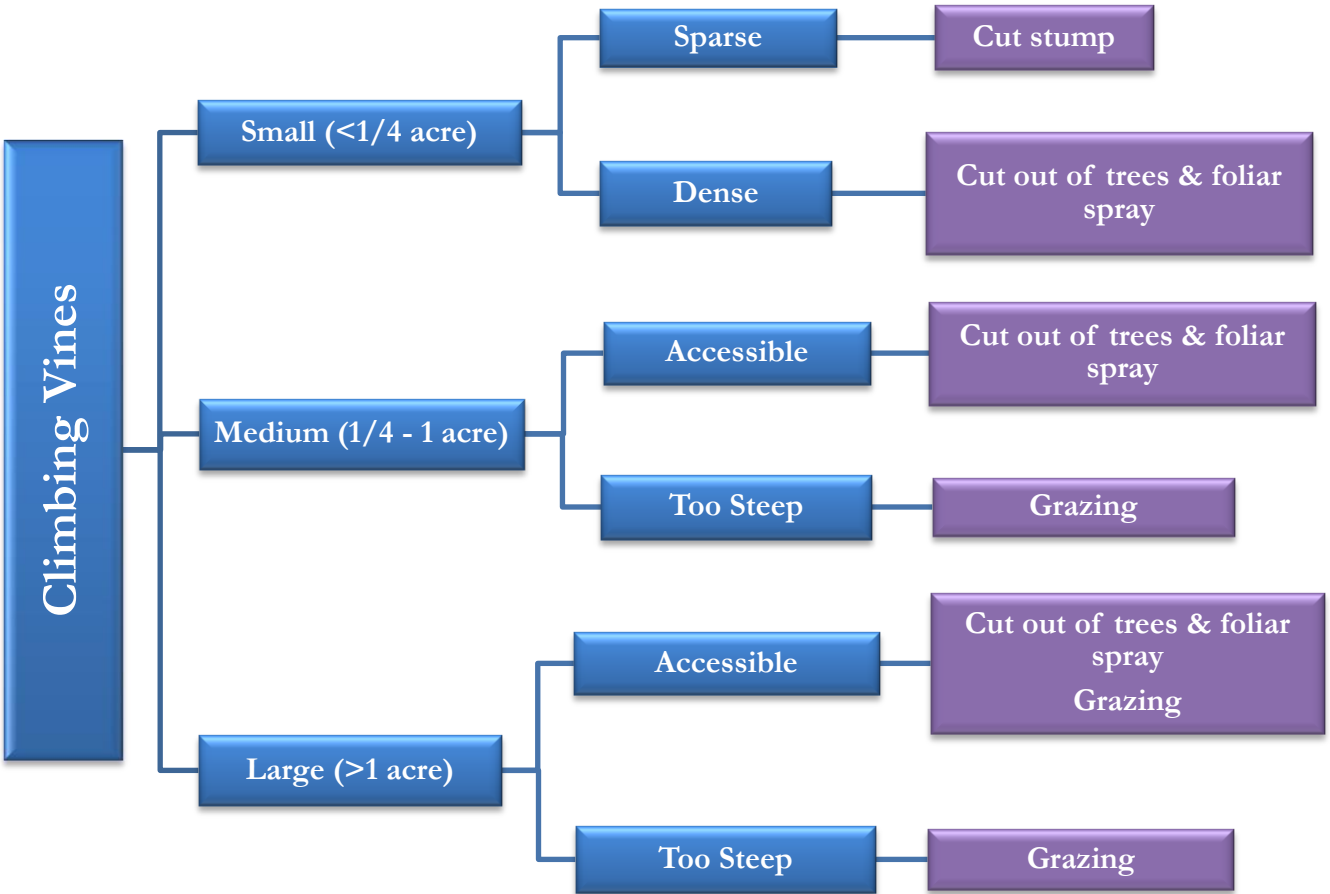 Climbing Vines
Small (<1/4 acre)
Sparse
Cut stump
Dense
Cut out of trees & foliar
spray
Medium (1/4 - 1 acre)
Accessible
Cut out of trees & foliar
spray
Too Steep
Grazing
Large (>1 acre)
Accessible
Cut out of trees & foliar
spray
Grazing
Too Steep
Grazing